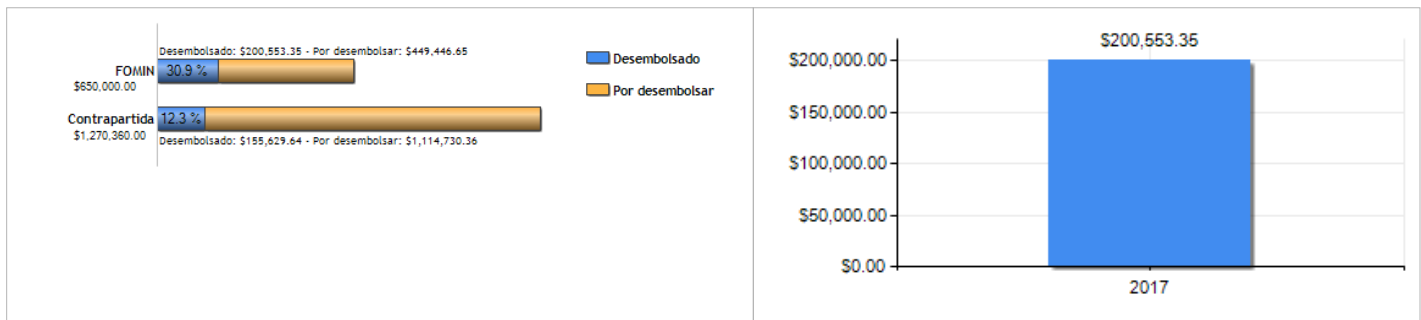 Desembolsado: $200,553.35 - Por desembolsar: $449,446.65
FOMIN
30.9 %
$650,000.00
Contrapartida
12.3 %
$1,270,360.00
Desembolsado: $155,629.64 - Por desembolsar: $1,114,730.36
Desembolsado
Por desembolsar
$200,553.35
$200,000.00
$150,000.00
$100,000.00
$50,000.00
$0.00
2017